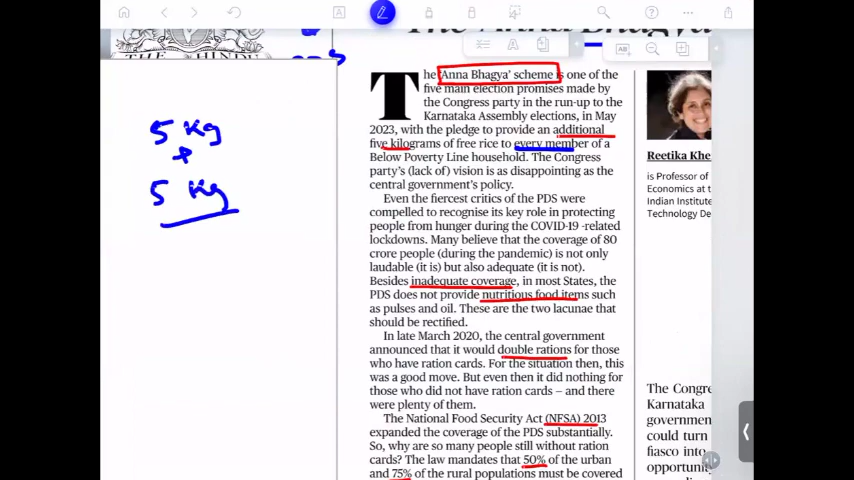 The Anna Bhagya
THE HINDU
5 kg
+
5 kg
The 'Anna Bhagya' scheme is one of the
five main election promises made by
the Congress party in the run-up to the
Karnataka Assembly elections, in May
2023, with the pledge to provide an additional
five kilograms of free rice to every member of a
Below Poverty Line household. The Congress
party's (lack of) vision is as disappointing as the
central government's policy.
Even the fiercest critics of the PDS were
compelled to recognise its key role in protecting
people from hunger during the COVID-19 -related
lockdowns. Many believe that the coverage of 80
crore people (during the pandemic) is not only
laudable (it is) but also adequate (it is not).
Besides inadequate coverage, in most States, the
PDS does not provide nutritious food items such
as pulses and oil. These are the two lacunae that
should be rectified.
In late March 2020, the central government
announced that it would double rations for those
who have ration cards. For the situation then, this
was a good move. But even then it did nothing for
those who did not have ration cards – and there
were plenty of them.
The National Food Security Act (NFSA) 2013
expanded the coverage of the PDS substantially.
So, why are so many people still without ration
cards? The law mandates that 50% of the urban
and 75% of the rural populations must be covered
Reetika Khe
is Professor of
Economics at t
Indian Institute
Technology De
The Congr
Karnataka
governmen
could turn
fiasco into
opportunity